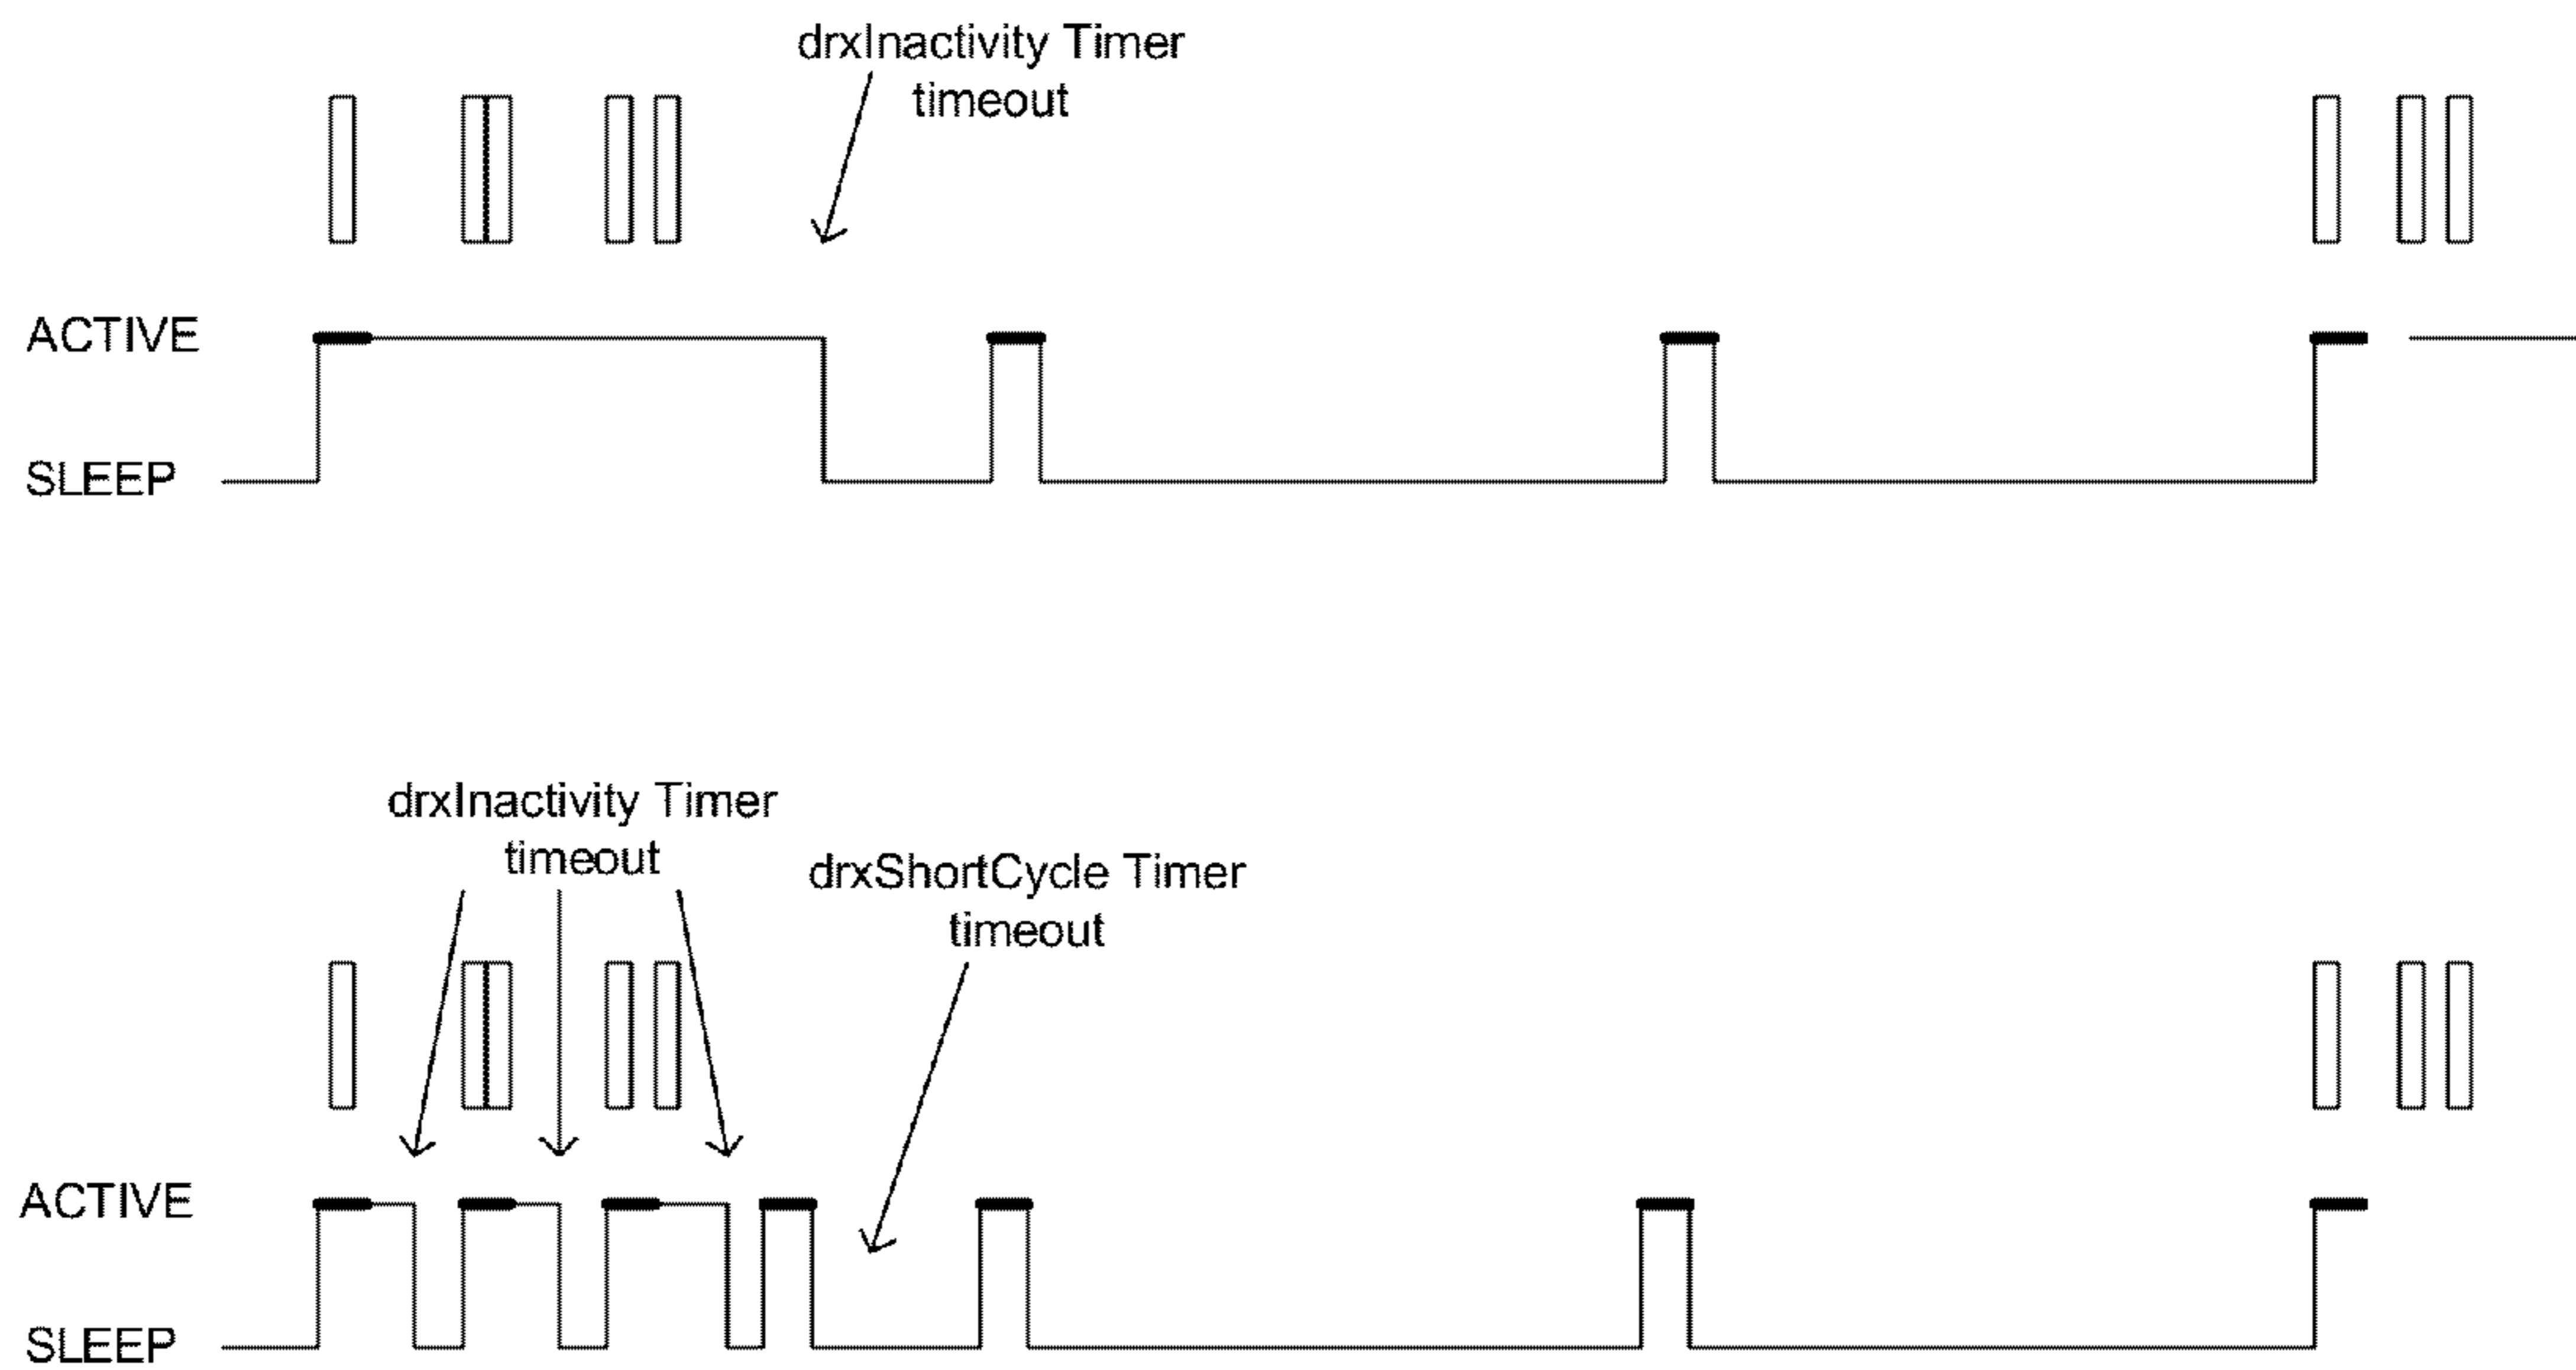 drxInactivity Timer
timeout
ACTIVE
SLEEP
drxInactivity Timer
timeout
drxShortCycle Timer
timeout
ACTIVE
SLEEP